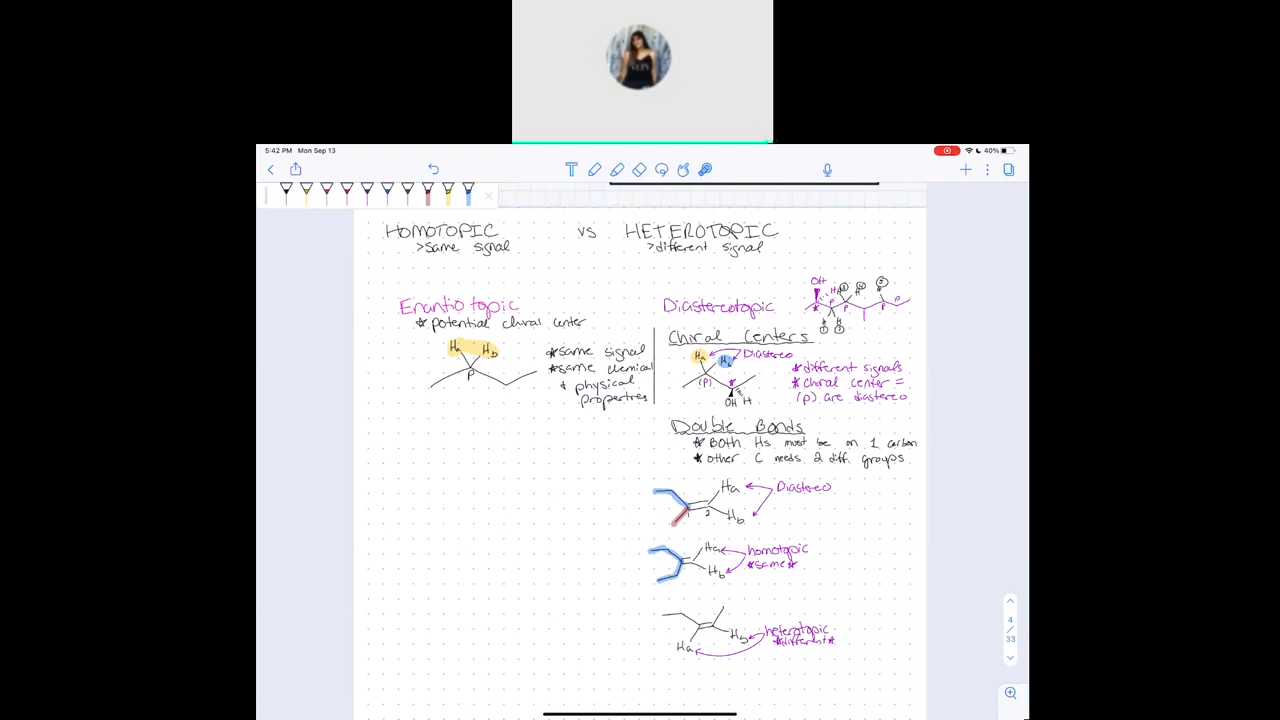 5:42 PM Mon Sep 13
40%
HOMOTOPIC vs HETEROTOPIC
>same signal >different signal
Enantiotopic
*potential chiral center
Ha Hb
P
*same signal
*same chemical
& physical
properties
Diastereotopic
OH
H
P
P
P
*
Chiral Centers
Ha Hb Diastereo
(P) *
OH H
*different signals
*chiral center =
(p) are diastereo
Double Bonds
*Both Hs must be on 1 carbon
*other C needs 2 diff. groups
Ha Diastereo
1 2
Hb
Ha homotopic
Hb *same*
Hb heterotopic
*different*
Ha
4
/
33